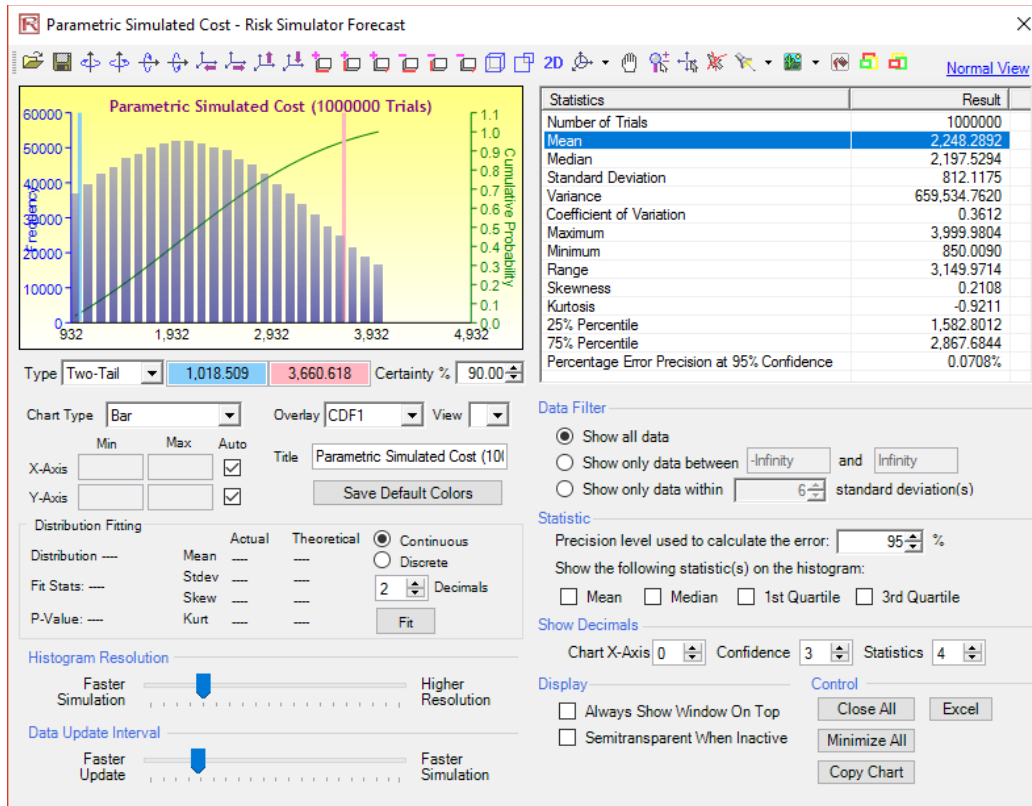 Parametric Simulated Cost - Risk Simulator Forecast
2D
Normal View
Parametric Simulated Cost (1000000 Trials)
Frequency
60000
50000
40000
30000
20000
10000
0
932
1,932
2,932
3,932
4,932
1.1
1.0
0.9
0.8
0.7
0.6
0.5
0.4
0.3
0.2
0.1
0.0
Cumulative Probability
Type Two-Tail 1,018.509 3,660.618 Certainty % 90.00
Statistics Result
Number of Trials 1000000
Mean 2,248.2892
Median 2,197.5294
Standard Deviation 812.1175
Variance 659,534.7620
Coefficient of Variation 0.3612
Maximum 3,999.9804
Minimum 850.0090
Range 3,149.9714
Skewness 0.2108
Kurtosis -0.9211
25% Percentile 1,582.8012
75% Percentile 2,867.6844
Percentage Error Precision at 95% Confidence 0.0708%
Chart Type Bar Overlay CDF1 View
Min Max Auto
X-Axis
Y-Axis
Title Parametric Simulated Cost (10
Save Default Colors
Distribution Fitting
Actual Theoretical
Distribution ---- Mean ---- ----
Stdev ---- ----
Fit Stats: ---- Skew ---- ----
P-Value: ---- Kurt ---- ----
Continuous
Discrete
2 Decimals
Fit
Histogram Resolution
Faster Simulation
Higher Resolution
Data Update Interval
Faster Update
Faster Simulation
Data Filter
Show all data
Show only data between -Infinity and Infinity
Show only data within 6 standard deviation(s)
Statistic
Precision level used to calculate the error: 95 %
Show the following statistic(s) on the histogram:
Mean Median 1st Quartile 3rd Quartile
Show Decimals
Chart X-Axis 0 Confidence 3 Statistics 4
Display
Always Show Window On Top
Semitransparent When Inactive
Control
Close All Excel
Minimize All
Copy Chart